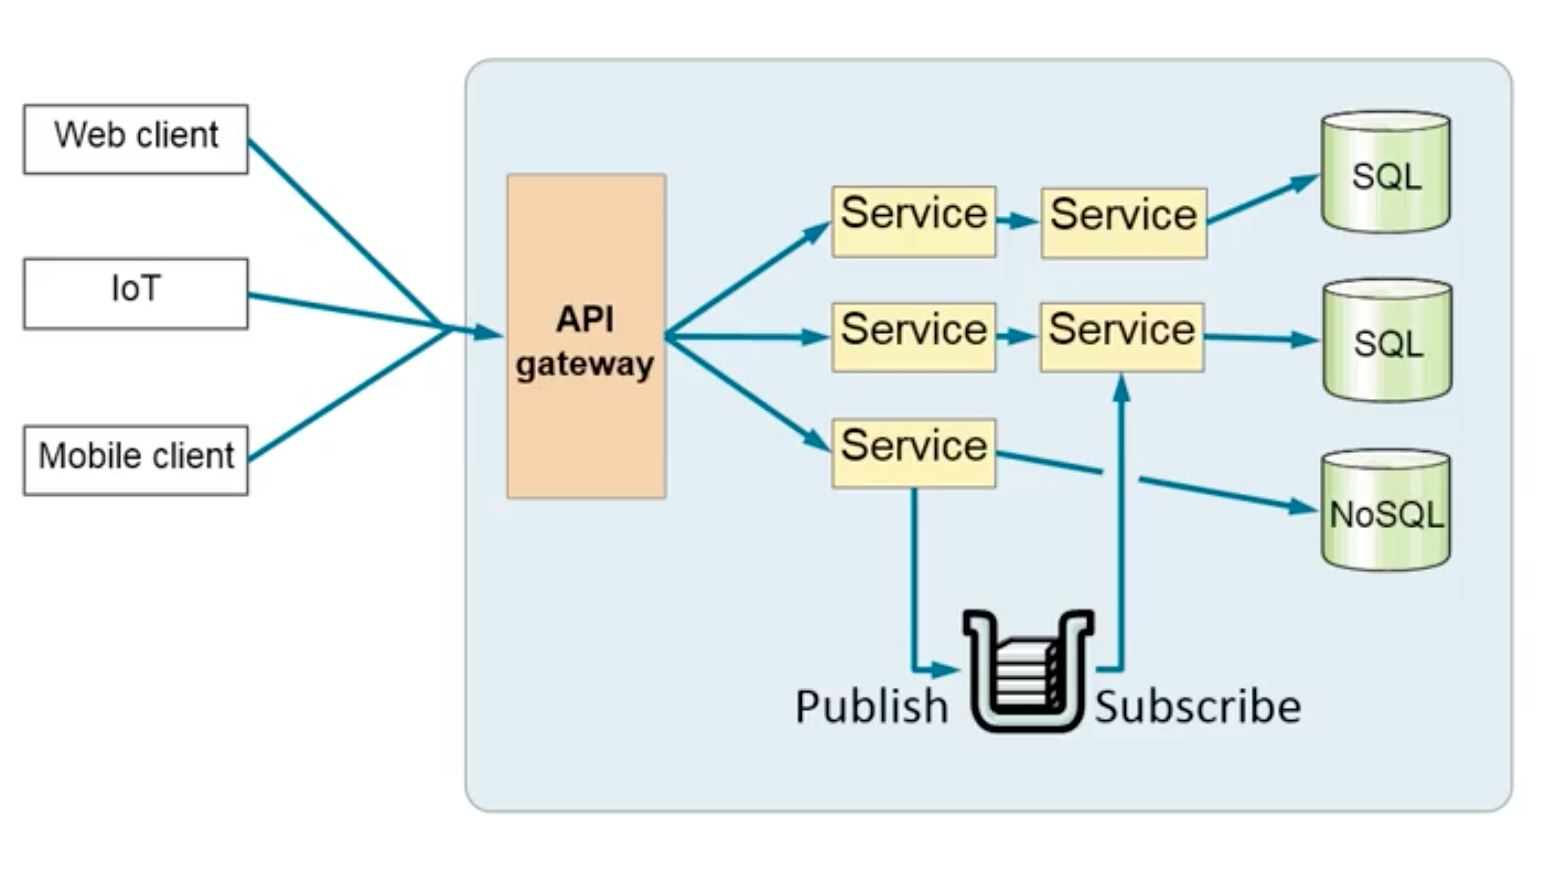 Web client
IoT
Mobile client
API
gateway
Service
Service
SQL
Service
Service
SQL
Service
NoSQL
Publish
Subscribe